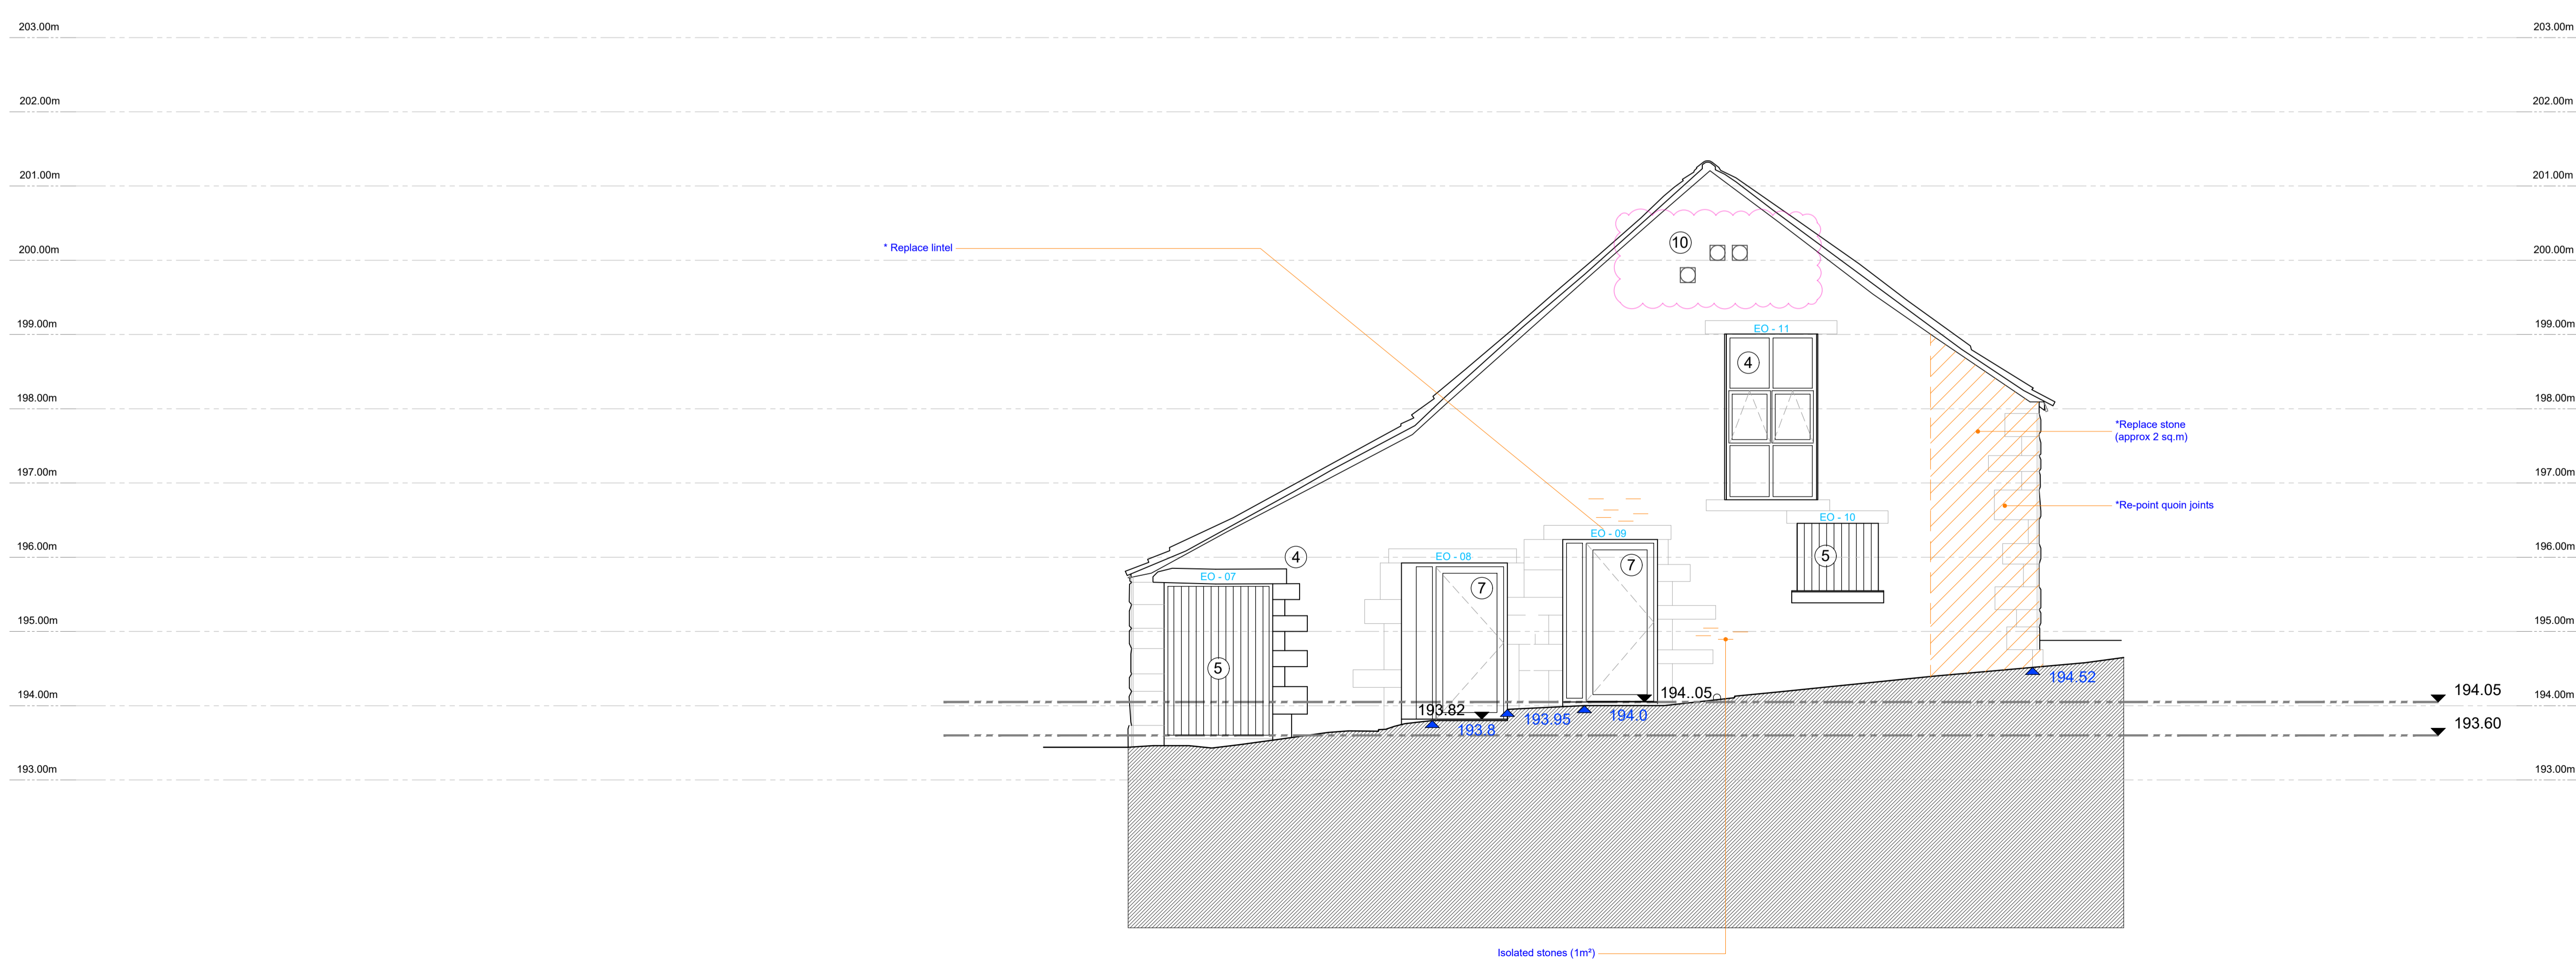 203.00m
203.00m
202.00m
202.00m
201.00m
201.00m
10
* Replace lintel
200.00m
200.00m
199.00m
EO - 11
199.00m
4
198.00m
198.00m
*Replace stone
(approx 2 sq.m)
197.00m
197.00m
*Re-point quoin joints
EO - 10
EO - 09
196.00m
4
EO - 08
5
196.00m
7
EO - 07
7
195.00m
195.00m
5
194.52
194.00m
194..05
194.05
194.00m
193.82
193.95
194.0
193.8
193.60
193.00m
193.00m
Isolated stones (1m²)